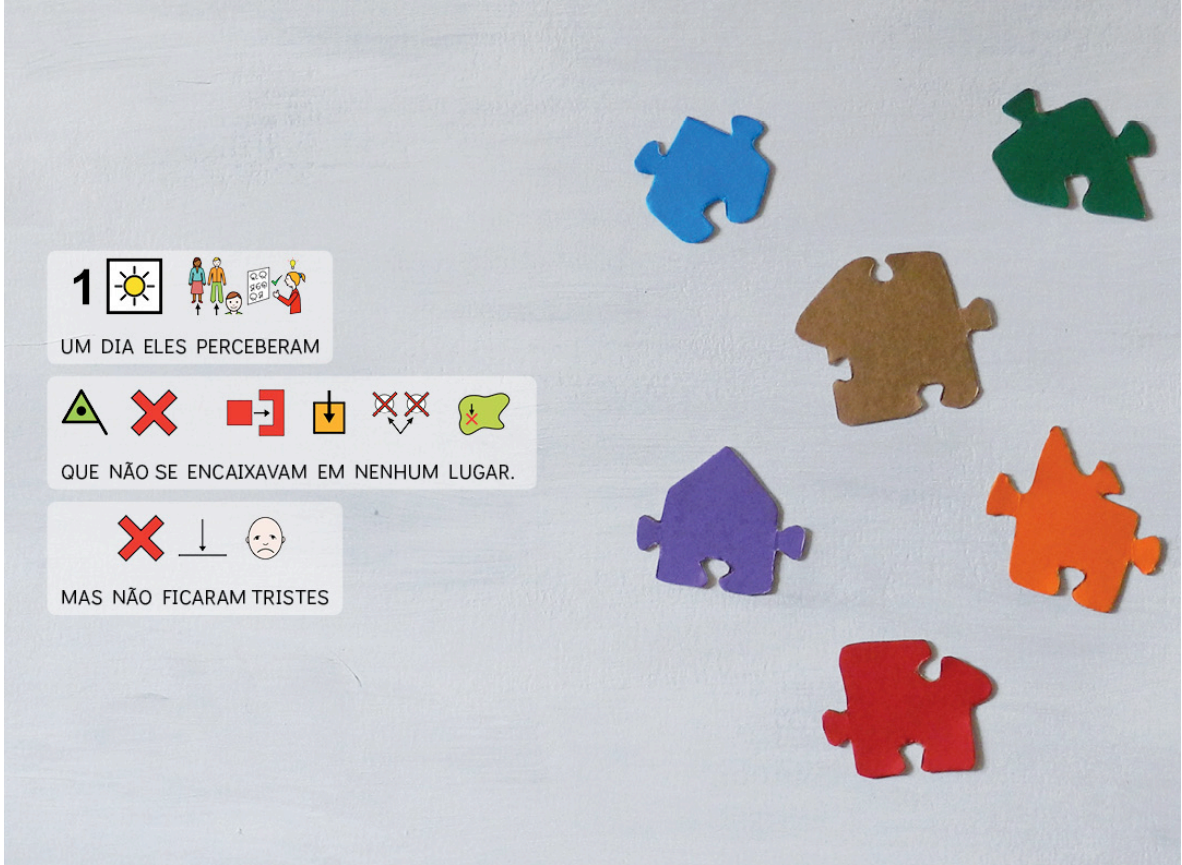 1
UM DIA ELES PERCEBERAM
QUE NÃO SE ENCAIXAVAM EM NENHUM LUGAR.
MAS NÃO FICARAM TRISTES